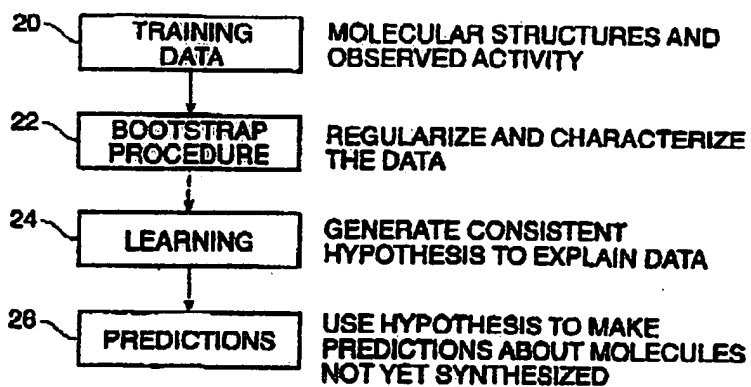 20
TRAINING
DATA
MOLECULAR STRUCTURES AND
OBSERVED ACTIVITY
22
BOOTSTRAP
PROCEDURE
REGULARIZE AND CHARACTERIZE
THE DATA
24
LEARNING
GENERATE CONSISTENT
HYPOTHESIS TO EXPLAIN DATA
26
PREDICTIONS
USE HYPOTHESIS TO MAKE
PREDICTIONS ABOUT MOLECULES
NOT YET SYNTHESIZED